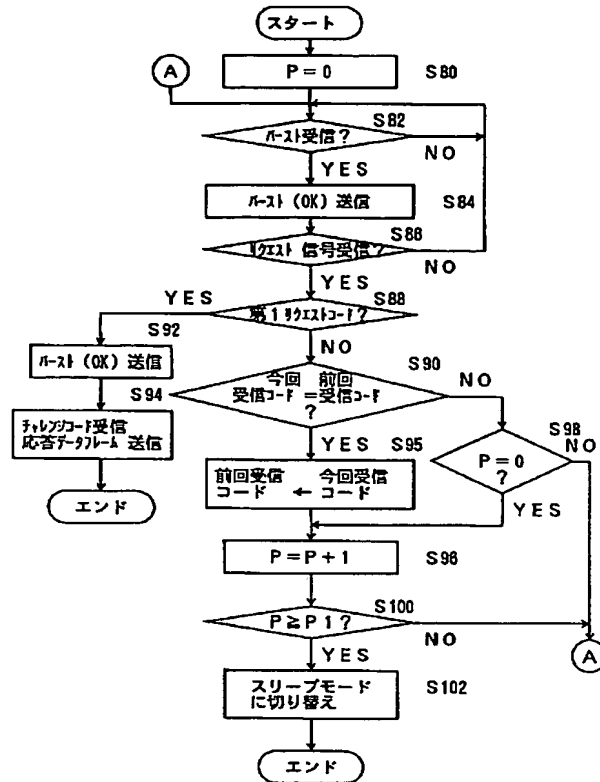 スタート
A
P=0
S80
S82
バースト受信?
NO
YES
バースト(OK)送信
S84
S86
リクエスト 信号受信?
NO
YES
YES
S88
第1リクエストコード?
S92
NO
バースト(OK)送信
S90
S94
今回 前回
受信コード=受信コード
?
NO
チャレンジコード受信
応答データフレーム 送信
YES
S95
S98
NO
エンド
P=0
?
前回受信 今回受信
コード ← コード
YES
P=P+1
S96
S100
P≧P1?
NO
A
YES
スリープモード
に切り替え
S102
エンド